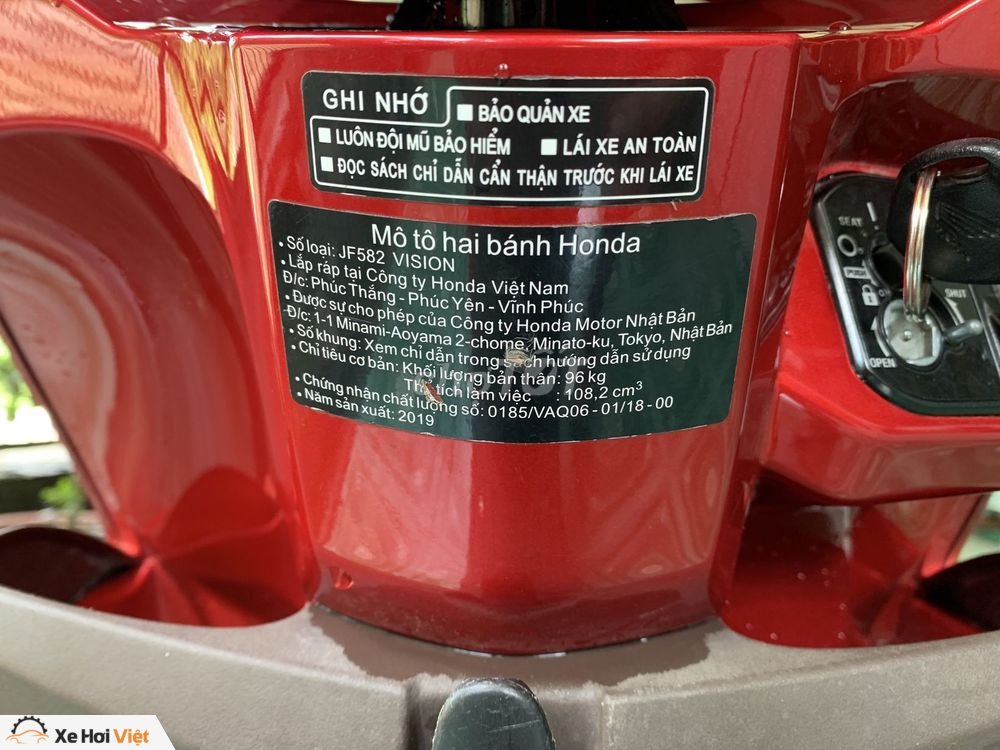 GHI NHỚ
■ BẢO QUẢN XE
■ LUÔN ĐỘI MŨ BẢO HIỂM ■ LÁI XE AN TOÀN
■ ĐỌC SÁCH CHỈ DẪN CẨN THẬN TRƯỚC KHI LÁI XE
Mô tô hai bánh Honda
• Số loại: JF582 VISION
• Lắp ráp tại Công ty Honda Việt Nam
Đ/c: Phúc Thắng - Phúc Yên - Vĩnh Phúc
• Được sự cho phép của Công ty Honda Motor Nhật Bản
Đ/c: 1-1 Minami-Aoyama 2-chome, Minato-ku, Tokyo, Nhật Bản
• Số khung: Xem chỉ dẫn trong sách hướng dẫn sử dụng
• Chỉ tiêu cơ bản: Khối lượng bản thân: 96 kg
Thể tích làm việc : 108,2 cm³
• Chứng nhận chất lượng số: 0185/VAQ06 - 01/18 - 00
• Năm sản xuất: 2019
SEAT
PUSH
SHUT
OPEN
Xe Hơi Việt